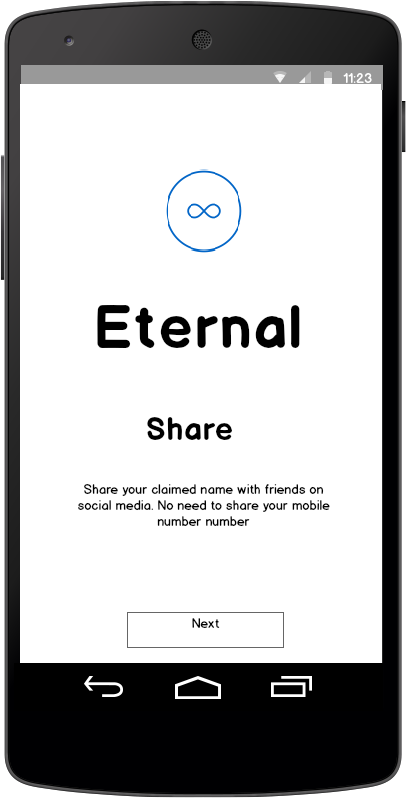 11:23
Eternal
Share
Share your claimed name with friends on
social media. No need to share your mobile
number number
Next